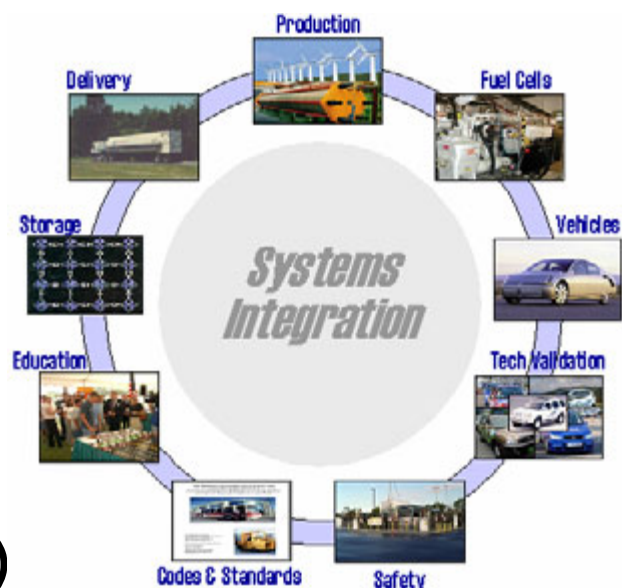 Production
Delivery
Fuel Cells
Storage
Vehicles
Systems
Integration
Education
Tech Validation
Codes & Standards
Safety